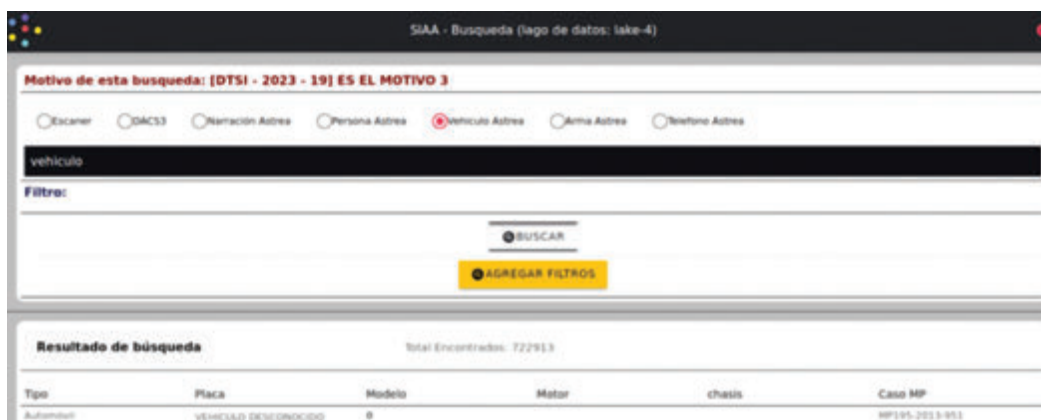 SIAA - Busqueda (lago de datos: lake-4)
Motivo de esta busqueda: [DTSI - 2023 - 19] ES EL MOTIVO 3
Escaner DAC53 Narración Astrea Persona Astrea Vehiculo Astrea Arma Astrea Telefono Astrea
vehiculo
Filtro:
BUSCAR
AGREGAR FILTROS
Resultado de búsqueda Total Encontrados: 722913
Tipo Placa Modelo Motor chasis Caso MP
Automovil VEHICULO DESCONOCIDO 0 MP195-2013-951